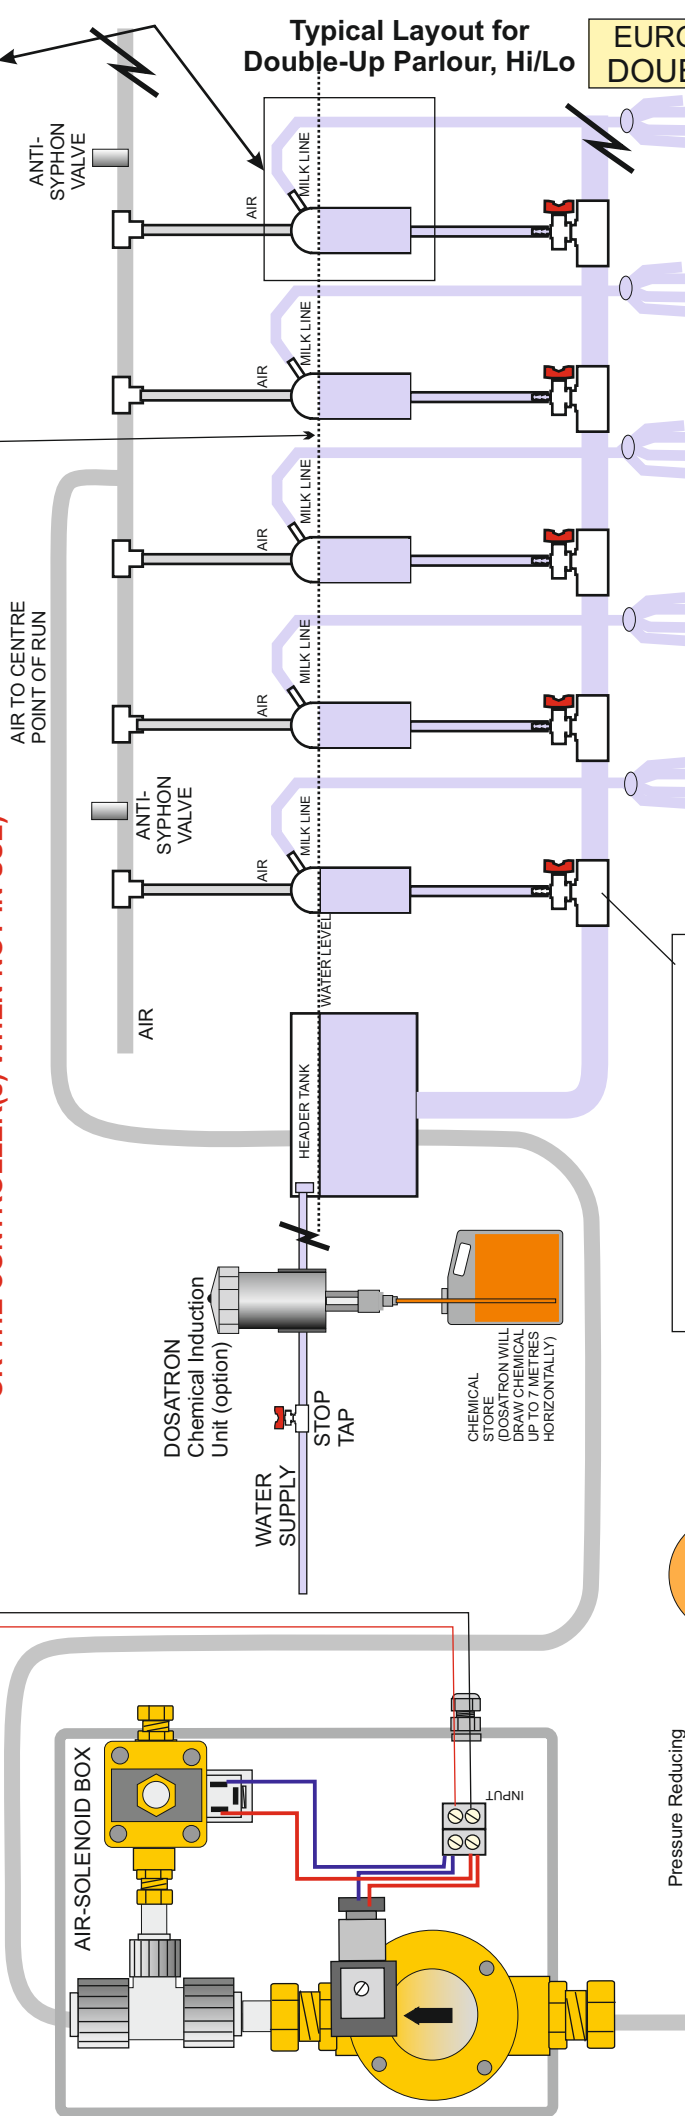 Typical Layout for
Double-Up Parlour, Hi/Lo
EURO
DOUB
ANTI-
SYPHON
VALVE
AIR
MILK LINE
AIR
MILK LINE
AIR
MILK LINE
AIR
MILK LINE
AIR
MILK LINE
AIR TO CENTRE
POINT OF RUN
ANTI-
SYPHON
VALVE
AIR
WATER LEVEL
HEADER TANK
DOSATRON
Chemical Induction
Unit (option)
STOP
TAP
WATER
SUPPLY
CHEMICAL
STORE
(DOSATRON WILL
DRAW CHEMICAL
UP TO 7 METRES
HORIZONTALLY)
AIR-SOLENOID BOX
INPUT
Pressure Reducing